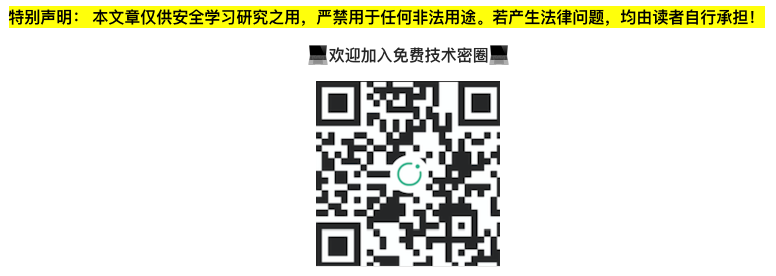 特别声明： 本文章仅供安全学习研究之用，严禁用于任何非法用途。若产生法律问题，均由读者自行承担！
欢迎加入免费技术密圈